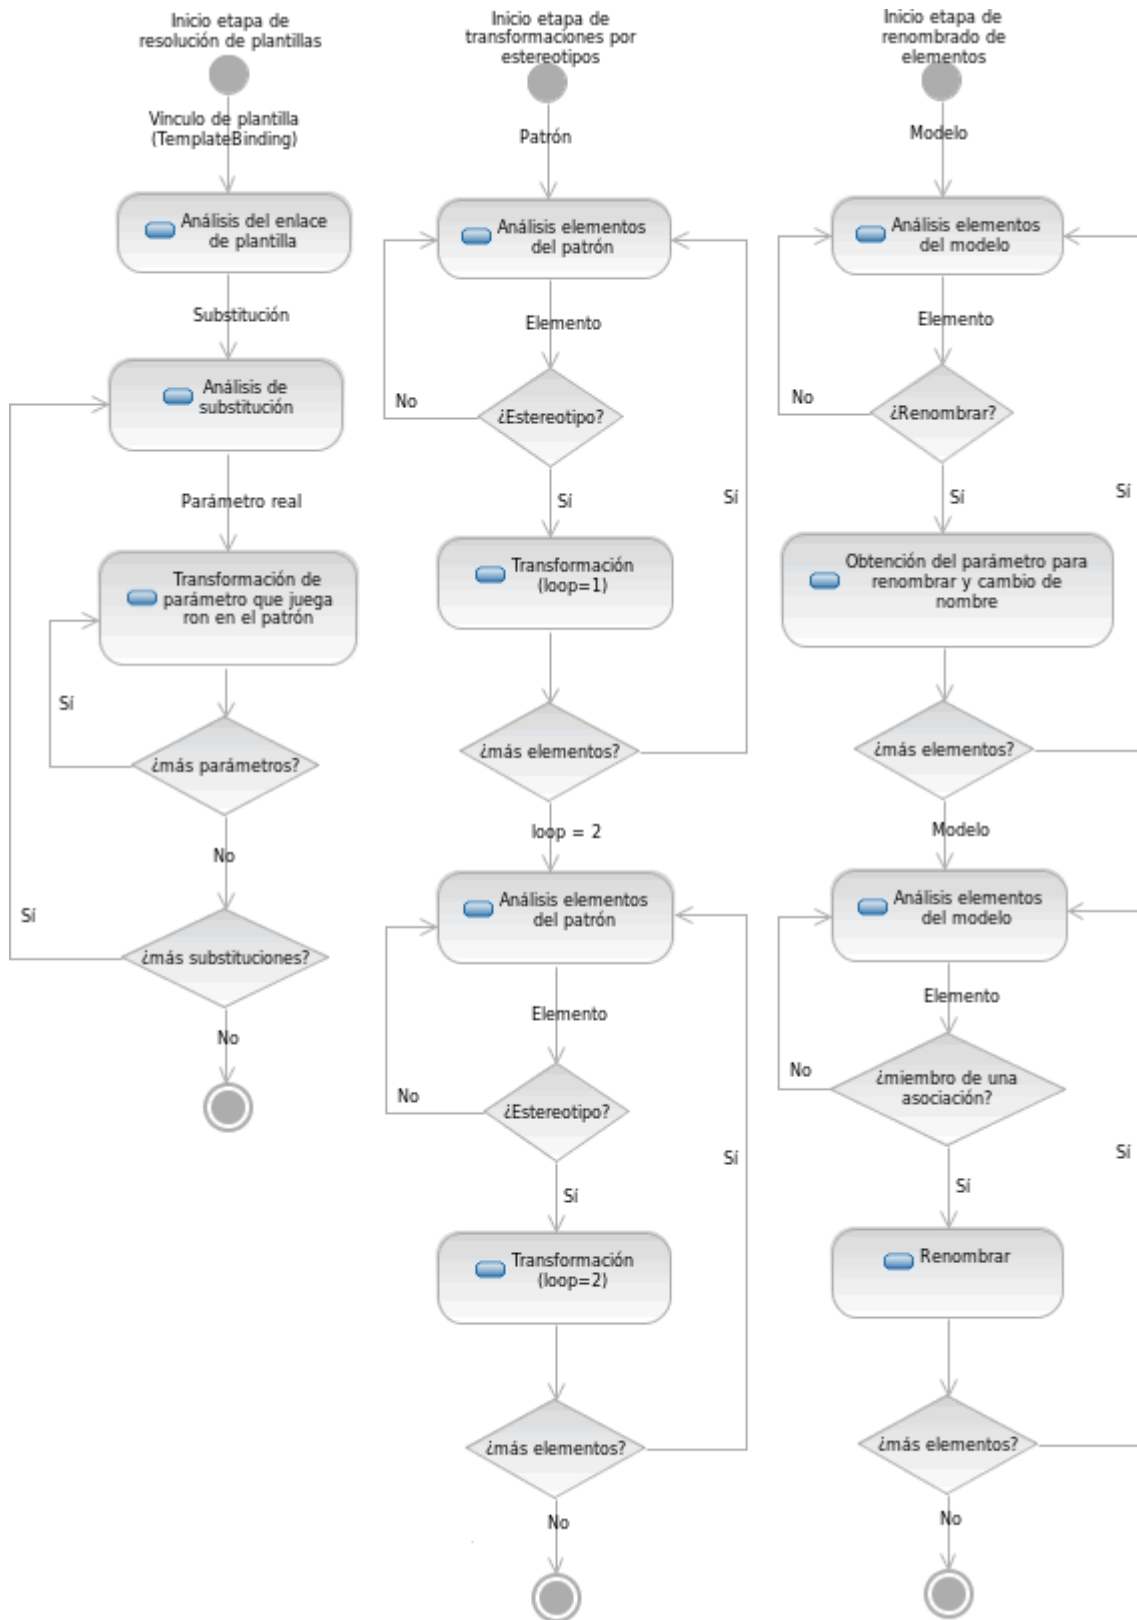 Inicio etapa de
resolución de plantillas
Vínculo de plantilla
(TemplateBinding)
Análisis del enlace
de plantilla
Substitución
Análisis de
substitución
Parámetro real
Transformación de
parámetro que juega
ron en el patrón
Sí
¿más parámetros?
No
Sí
¿más substituciones?
No
Inicio etapa de
transformaciones por
estereotipos
Patrón
Análisis elementos
del patrón
Elemento
No
¿Estereotipo?
Sí
Sí
Transformación
(loop=1)
¿más elementos?
loop = 2
Análisis elementos
del patrón
Elemento
No
¿Estereotipo?
Sí
Sí
Transformación
(loop=2)
¿más elementos?
No
Inicio etapa de
renombrado de
elementos
Modelo
Análisis elementos
del modelo
Elemento
No
¿Renombrar?
Sí
Sí
Obtención del parámetro para
renombrar y cambio de
nombre
¿más elementos?
Modelo
Análisis elementos
del modelo
Elemento
No
¿miembro de una
asociación?
Sí
Sí
Renombrar
¿más elementos?
No